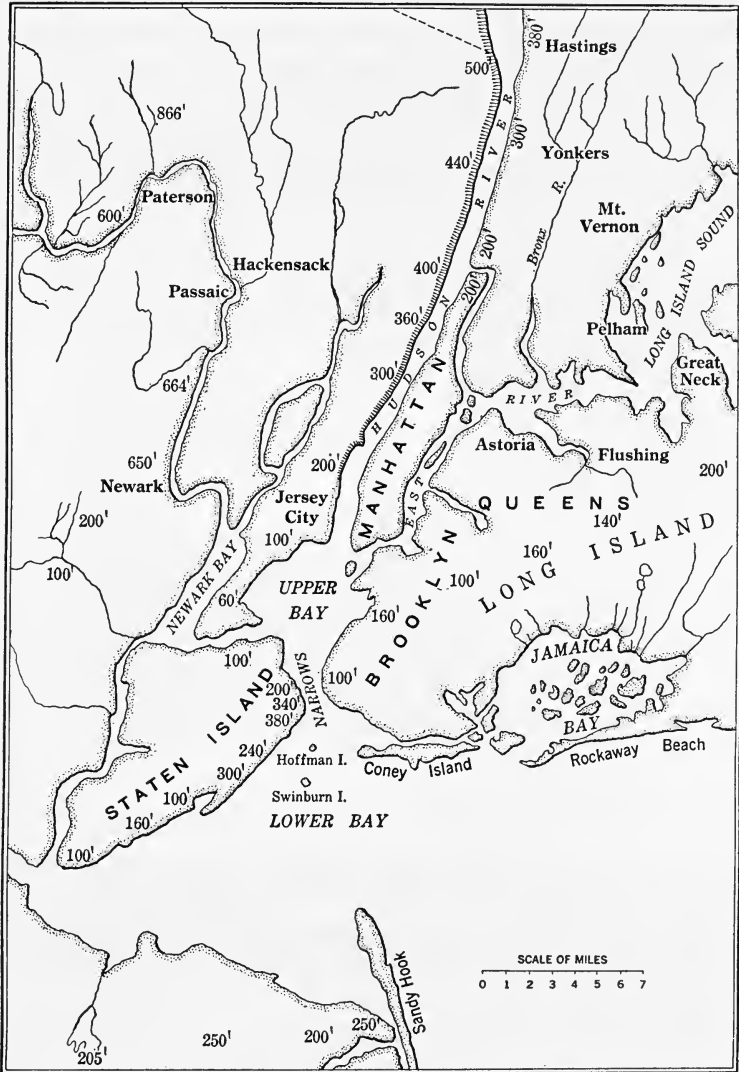 380'
Hastings
500'
866'
RIVER
300'
440'
Yonkers
Bronx R.
Paterson
600'
Mt.
Vernon
LONG ISLAND SOUND
200'
Hackensack
400'
200'
Passaic
360'
HUDSON
Pelham
Great
Neck
300'
664'
MANHATTAN
EAST RIVER
Astoria
Flushing
650'
200'
200'
Newark
Jersey
City
QUEENS
200'
100'
140'
LONG ISLAND
160'
100'
NEWARK BAY
UPPER
BAY
BROOKLYN
100'
60'
160'
100'
100'
NARROWS
JAMAICA
BAY
200'
340'
380'
STATEN ISLAND
240'
Hoffman I.
300'
Coney Island
Rockaway Beach
Swinburn I.
100'
160'
LOWER BAY
100'
Sandy Hook
SCALE OF MILES
0 1 2 3 4 5 6 7
250'
200'
250'
205'